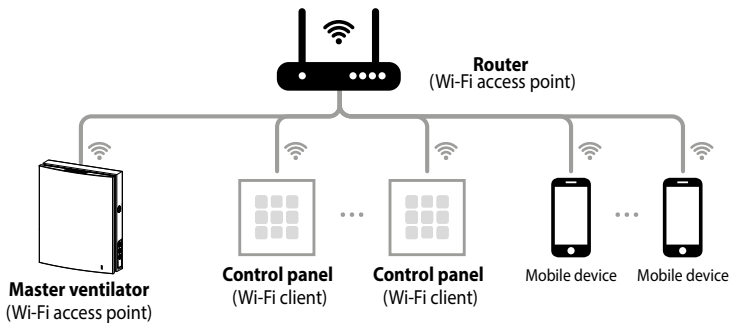 Router
(Wi-Fi access point)
Master ventilator
(Wi-Fi access point)
Control panel
(Wi-Fi client)
Control panel
(Wi-Fi client)
Mobile device
Mobile device